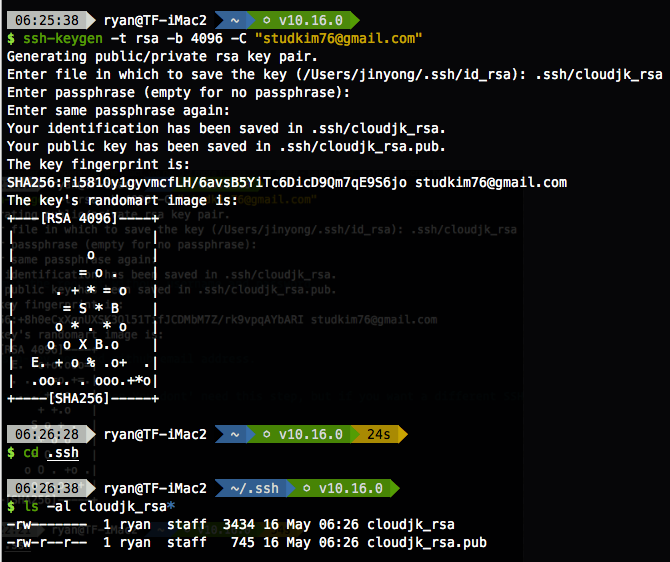 06:25:38 ryan@TF-iMac2 ~ ⬡ v10.16.0
$ ssh-keygen -t rsa -b 4096 -C "studkim76@gmail.com"
Generating public/private rsa key pair.
Enter file in which to save the key (/Users/jinyong/.ssh/id_rsa): .ssh/cloudjk_rsa
Enter passphrase (empty for no passphrase):
Enter same passphrase again:
Your identification has been saved in .ssh/cloudjk_rsa.
Your public key has been saved in .ssh/cloudjk_rsa.pub.
The key fingerprint is:
studkim76@gmail.com
The key's randomart image is:
+---[RSA 4096]----+
|                 |
|        o        |
|       = o .     |
|    . + * = o    |
|     = S * B     |
|    o * . * o    |
|   o o X B.o     |
|  E. + o % .o+  .|
|  .oo.. . ooo.+*o|
+----[SHA256]-----+
06:26:28 ryan@TF-iMac2 ~ ⬡ v10.16.0 24s
$ cd .ssh
06:26:38 ryan@TF-iMac2 ~/.ssh ⬡ v10.16.0
$ ls -al cloudjk_rsa*
-rw------- 1 ryan staff 3434 16 May 06:26 cloudjk_rsa
-rw-r--r-- 1 ryan staff 745 16 May 06:26 cloudjk_rsa.pub